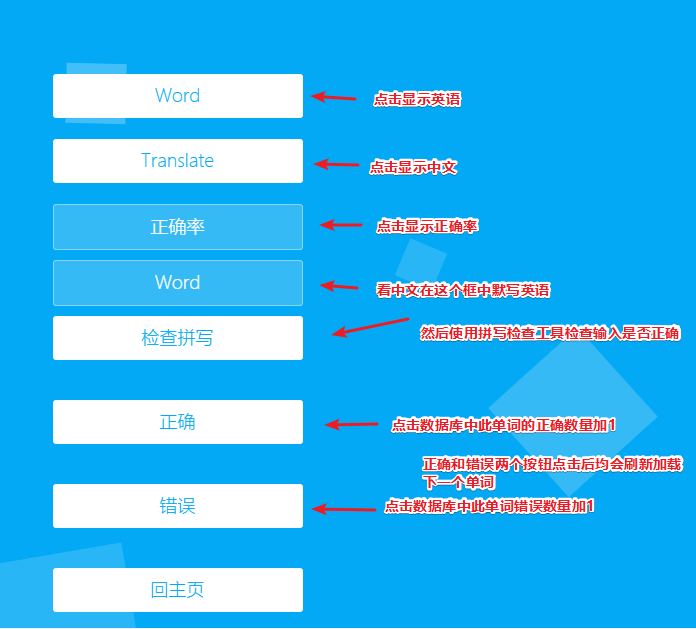 Word
点击显示英语
Translate
点击显示中文
正确率
点击显示正确率
Word
看中文在这个框中默写英语
检查拼写
然后使用拼写检查工具检查输入是否正确
正确
点击数据库中此单词的正确数量加1
正确和错误两个按钮点击后均会刷新加载
下一个单词
错误
点击数据库中此单词错误数量加1
回主页